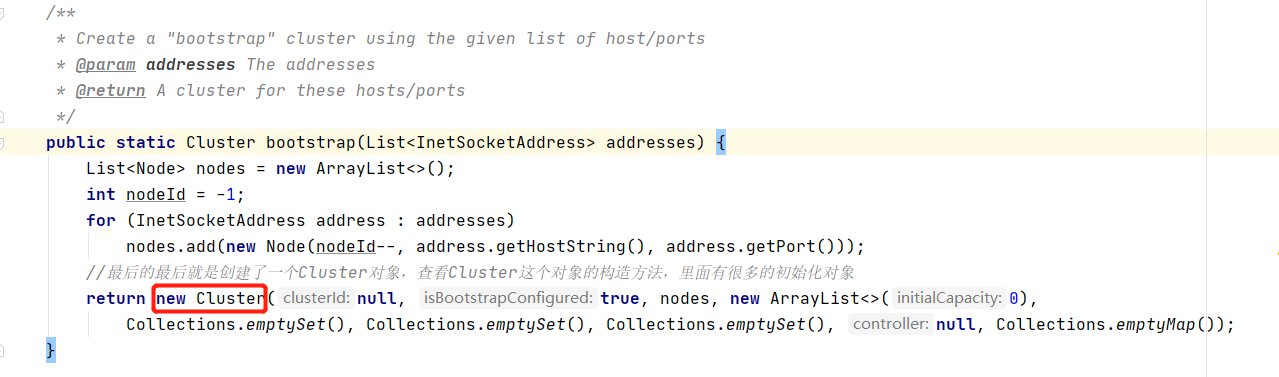 /**
* Create a "bootstrap" cluster using the given list of host/ports
* @param addresses The addresses
* @return A cluster for these hosts/ports
*/
public static Cluster bootstrap(List<InetSocketAddress> addresses) {
List<Node> nodes = new ArrayList<>();
int nodeId = -1;
for (InetSocketAddress address : addresses)
nodes.add(new Node(nodeId--, address.getHostString(), address.getPort()));
//最后的最后就是创建了一个Cluster对象，查看Cluster这个对象的构造方法，里面有很多的初始化对象
return new Cluster( clusterId: null, isBootstrapConfigured: true, nodes, new ArrayList<>( initialCapacity: 0),
Collections.emptySet(), Collections.emptySet(), Collections.emptySet(), controller: null, Collections.emptyMap());
}